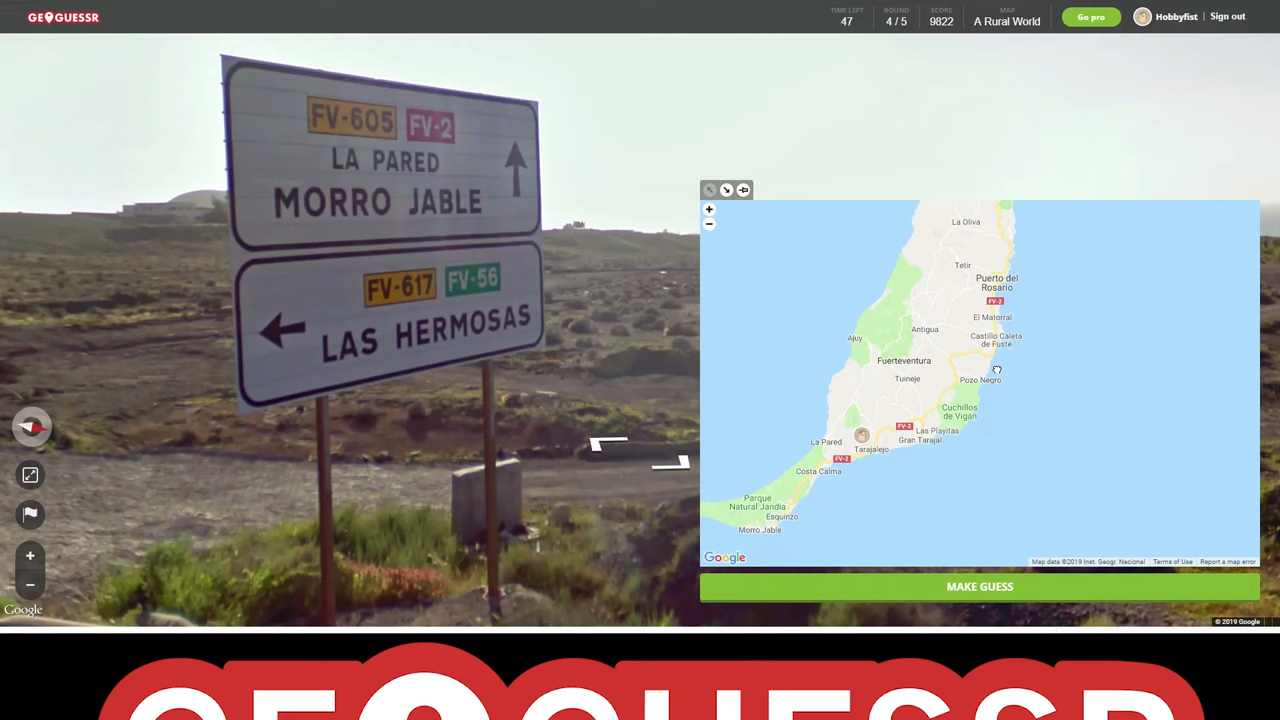 GEOGUESSR
TIME LEFT
47
ROUND
4 / 5
SCORE
9822
MAP
A Rural World
Go pro
Hobbyfist
Sign out
FV-605 FV-2
LA PARED
MORRO JABLE
FV-617 FV-56
LAS HERMOSAS
+
−
La Oliva
Tetir
Puerto del
Rosario
FV-2
El Matorral
Castillo Caleta
de Fuste
Antigua
Ajuy
Fuerteventura
Tuineje
Pozo Negro
Cuchillos
de Vigán
FV-2
Las Playitas
Gran Tarajal
La Pared
Tarajalejo
FV-2
Costa Calma
Parque
Natural Jandia
Esquinzo
Morro Jable
Google
Map data ©2019 Inst. Geogr. Nacional
Terms of Use
Report a map error
MAKE GUESS
+
−
Google
© 2019 Google
GEOGUESSR